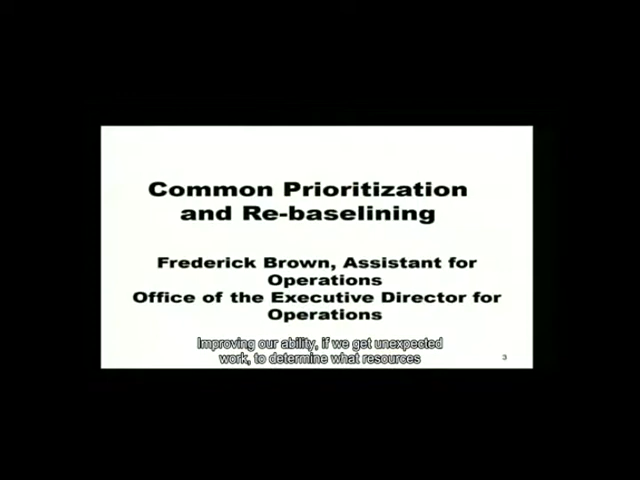 Common Prioritization
and Re-baselining
Frederick Brown, Assistant for
Operations
Office of the Executive Director for
Operations
Improving our ability, if we get unexpected
work, to determine what resources
3